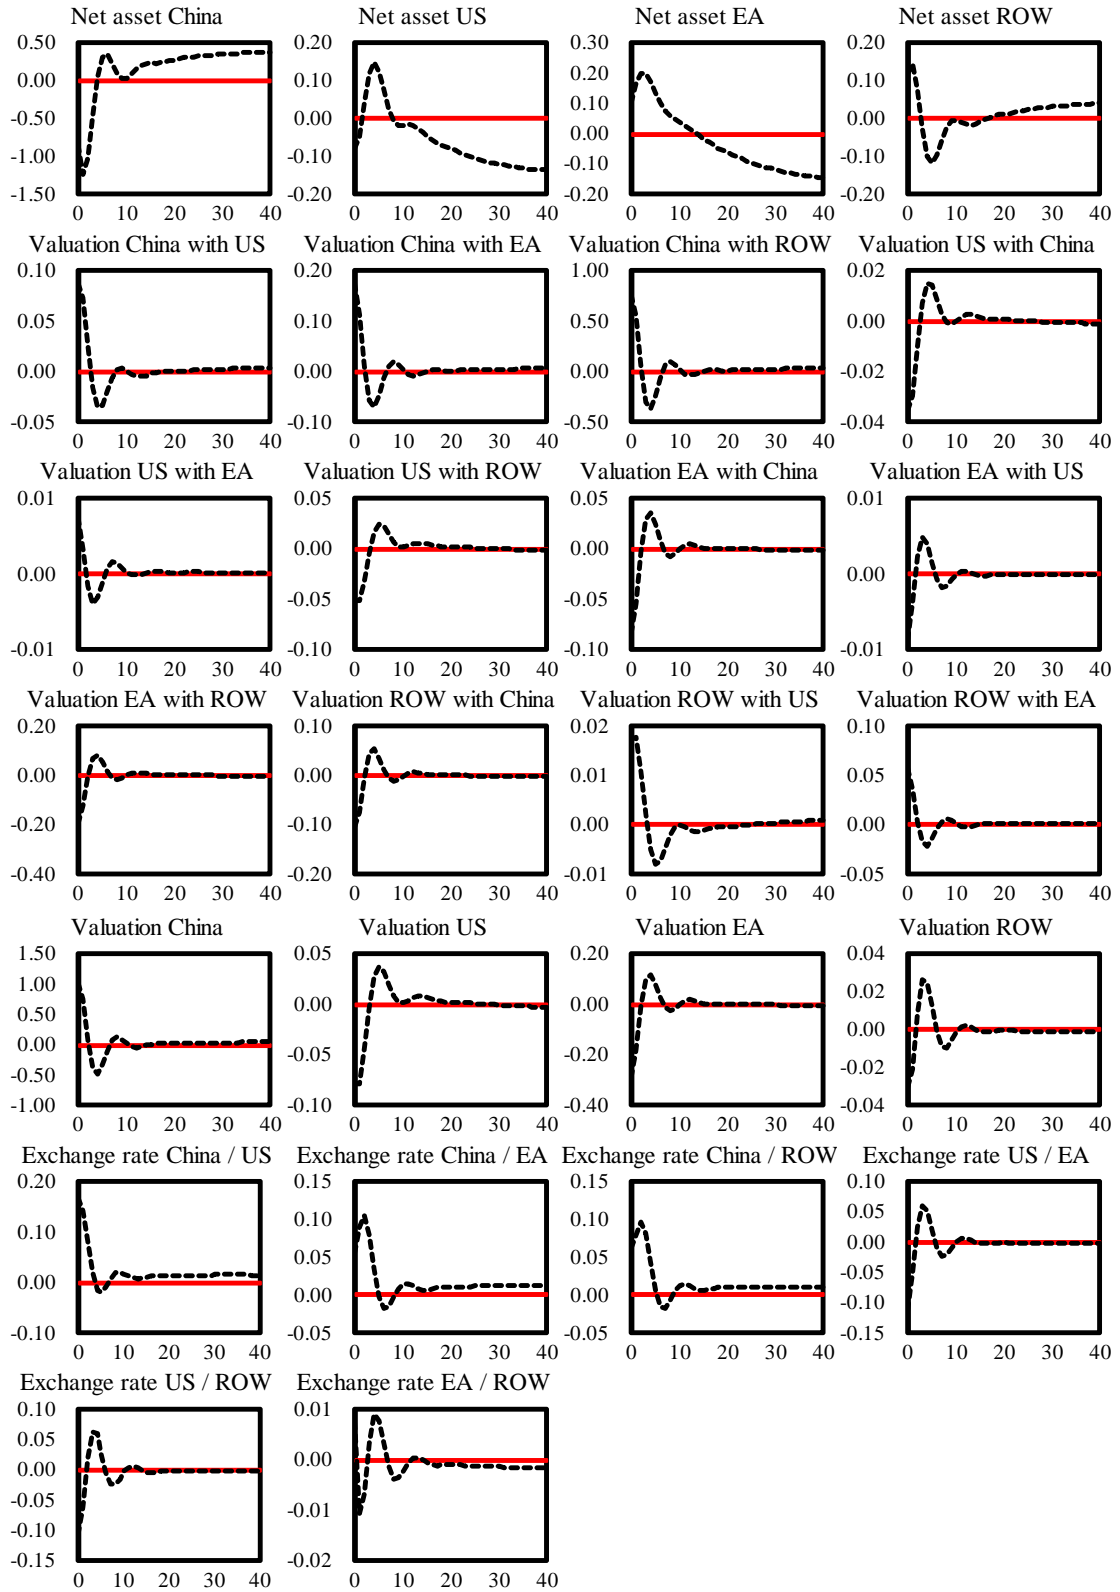 Net asset China Net asset US Net asset EA Net asset ROW
0.50 0.20 0.30 0.20
0.00 0.10 0.20 0.10
-0.50 0.00 0.10 0.00
-1.00 -0.10 0.00 -0.10
-1.50 -0.20 -0.10 -0.20
-0.20
0 10 20 30 40 0 10 20 30 40 0 10 20 30 40 0 10 20 30 40
Valuation China with US Valuation China with EA Valuation China with ROW Valuation US with China
0.10 0.20 1.00 0.02
0.05 0.10 0.50 0.00
0.00 0.00 0.00 -0.02
-0.05 -0.10 -0.50 -0.04
0 10 20 30 40 0 10 20 30 40 0 10 20 30 40 0 10 20 30 40
Valuation US with EA Valuation US with ROW Valuation EA with China Valuation EA with US
0.01 0.05 0.05 0.01
0.00 0.00 0.00 0.00
-0.01 -0.05 -0.05 -0.01
-0.10 -0.10
0 10 20 30 40 0 10 20 30 40 0 10 20 30 40 0 10 20 30 40
Valuation EA with ROW Valuation ROW with China Valuation ROW with US Valuation ROW with EA
0.20 0.10 0.02 0.10
0.00 0.00 0.01 0.05
-0.20 -0.10 0.00 0.00
-0.40 -0.20 -0.01 -0.05
0 10 20 30 40 0 10 20 30 40 0 10 20 30 40 0 10 20 30 40
Valuation China Valuation US Valuation EA Valuation ROW
1.50 0.05 0.20 0.04
1.00 0.00 0.00 0.02
0.50 -0.05 -0.20 0.00
0.00 -0.10 -0.40 -0.02
-0.50 -0.04
-1.00
0 10 20 30 40 0 10 20 30 40 0 10 20 30 40 0 10 20 30 40
Exchange rate China / US Exchange rate China / EA Exchange rate China / ROW Exchange rate US / EA
0.20 0.15 0.15 0.10
0.10 0.10 0.10 0.05
0.00 0.05 0.05 0.00
-0.10 0.00 0.00 -0.05
-0.05 -0.05 -0.10
-0.15
0 10 20 30 40 0 10 20 30 40 0 10 20 30 40 0 10 20 30 40
Exchange rate US / ROW Exchange rate EA / ROW
0.10 0.01
0.05 0.00
0.00 -0.01
-0.05 -0.02
-0.10
-0.15
0 10 20 30 40 0 10 20 30 40